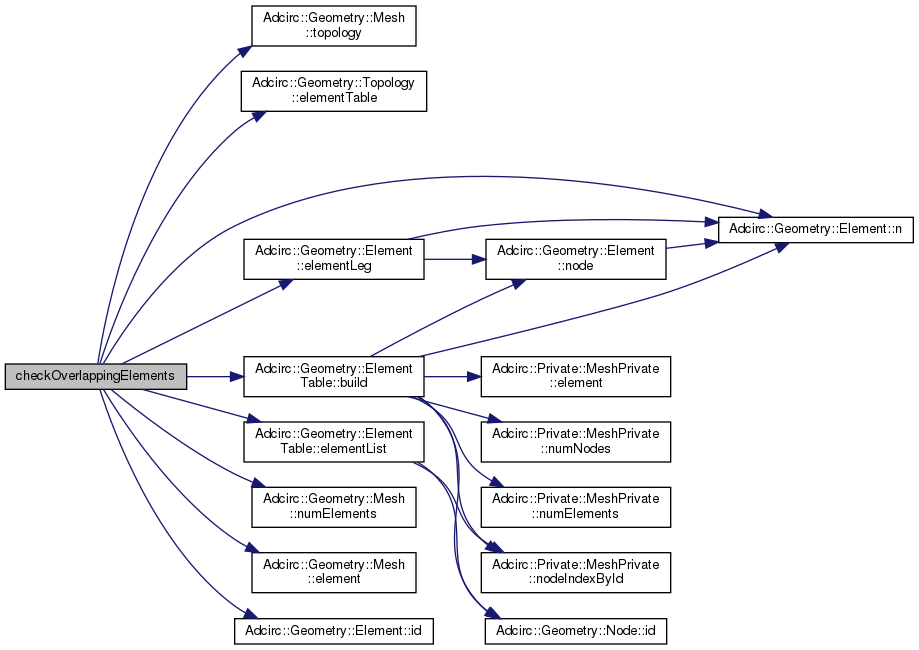 Adcirc::Geometry::Mesh
::topology
Adcirc::Geometry::Topology
::elementTable
Adcirc::Geometry::Element::n
Adcirc::Geometry::Element
::elementLeg
Adcirc::Geometry::Element
::node
checkOverlappingElements
Adcirc::Geometry::Element
Table::build
Adcirc::Private::MeshPrivate
::element
Adcirc::Geometry::Element
Table::elementList
Adcirc::Private::MeshPrivate
::numNodes
Adcirc::Geometry::Mesh
::numElements
Adcirc::Private::MeshPrivate
::numElements
Adcirc::Geometry::Mesh
::element
Adcirc::Private::MeshPrivate
::nodeIndexById
Adcirc::Geometry::Element::id
Adcirc::Geometry::Node::id